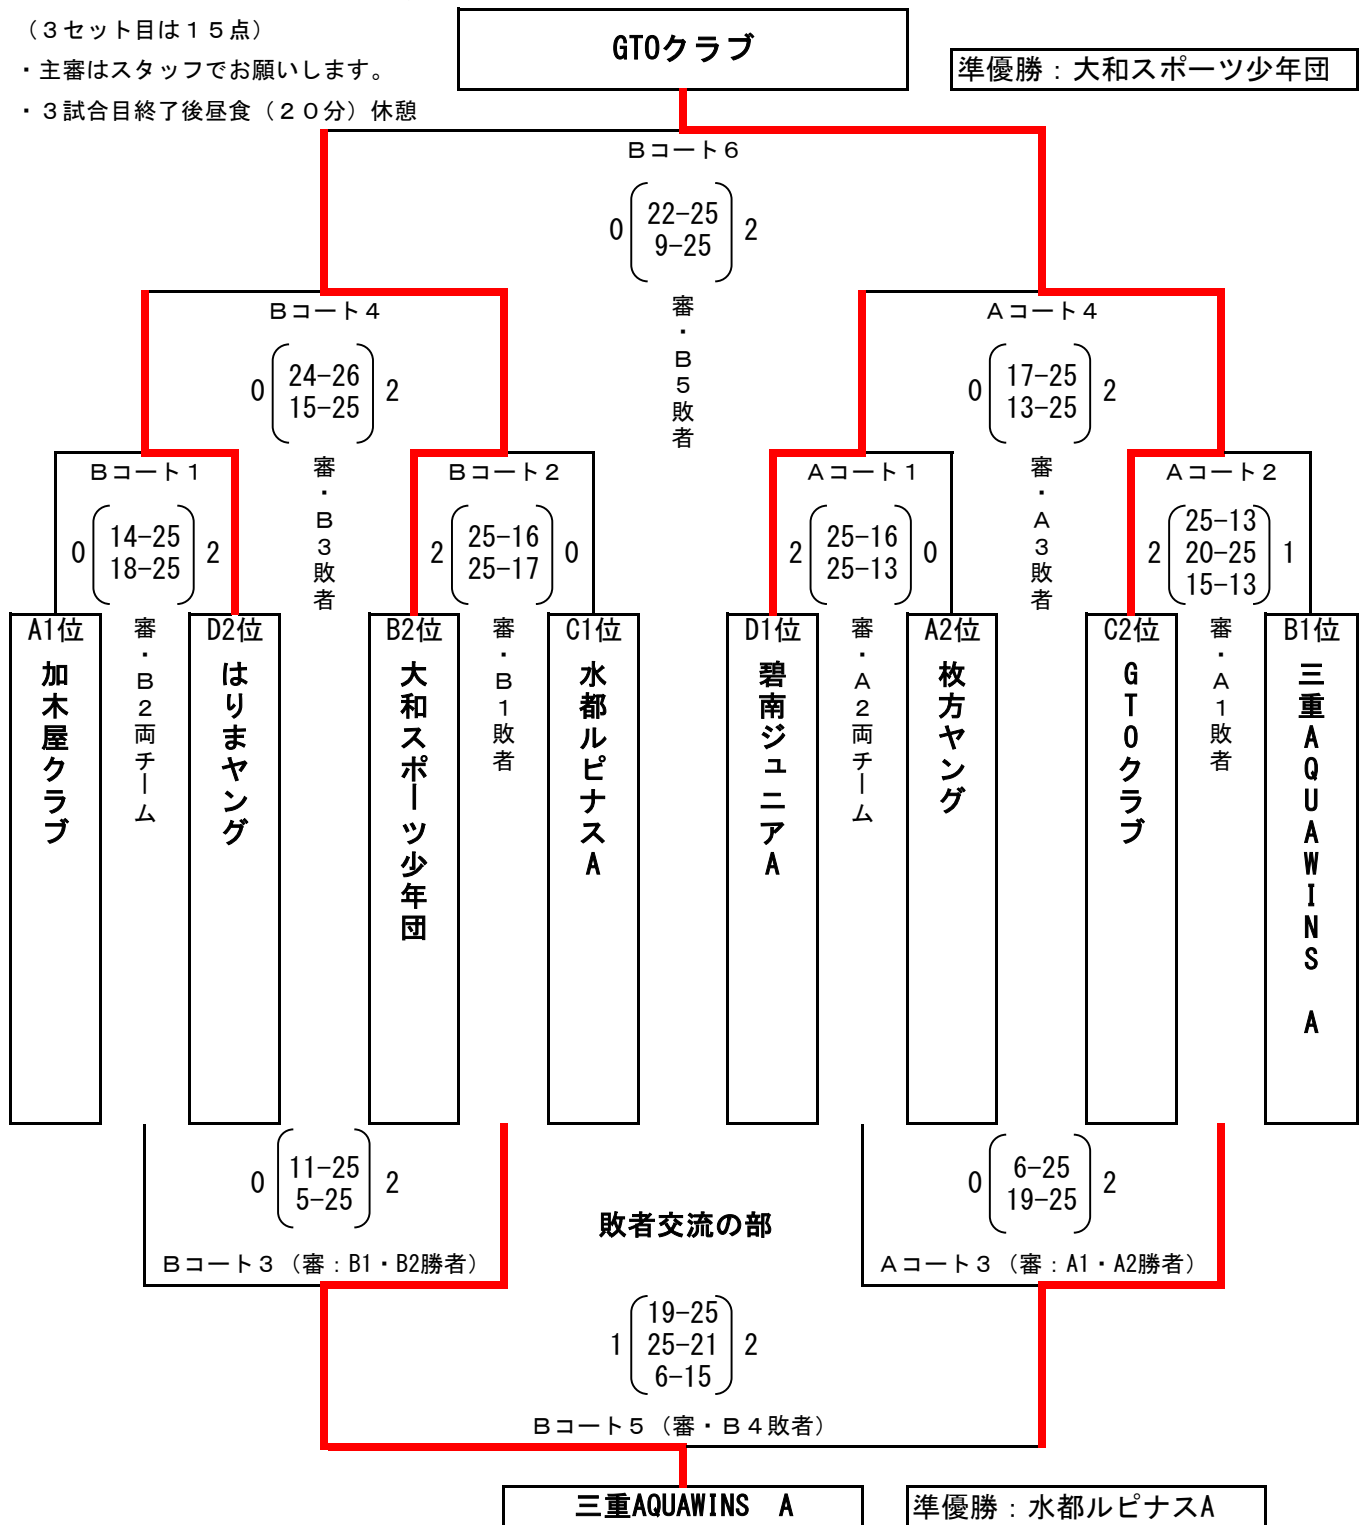 （３セット目は１５点）
・主審はスタッフでお願いします。
・３試合目終了後昼食（２０分）休憩
GTOクラブ
準優勝：大和スポーツ少年団
Ｂコート６
0 22−25 2
9−25
審・Ｂ５敗者
Ｂコート４
0 24−26 2
15−25
審・Ｂ３敗者
Ａコート４
0 17−25 2
13−25
審・Ａ３敗者
Ｂコート１
0 14−25 2
18−25
審・Ｂ２両チーム
Ｂコート２
2 25−16 0
25−17
審・Ｂ１敗者
Ａコート１
2 25−16 0
25−13
審・Ａ２両チーム
Ａコート２
25−13
2 20−25 1
15−13
審・Ａ１敗者
A1位
加木屋クラブ
D2位
はりまヤング
B2位
大和スポーツ少年団
C1位
水都ルピナスA
D1位
碧南ジュニアA
A2位
枚方ヤング
C2位
GTOクラブ
B1位
三重AQUAWINS　A
0 11−25 2
5−25
Ｂコート３（審：B1・B2勝者）
0 6−25 2
19−25
Ａコート３（審：A1・A2勝者）
敗者交流の部
19−25
1 25−21 2
6−15
Ｂコート５（審・Ｂ４敗者）
三重AQUAWINS　A
準優勝：水都ルピナスA